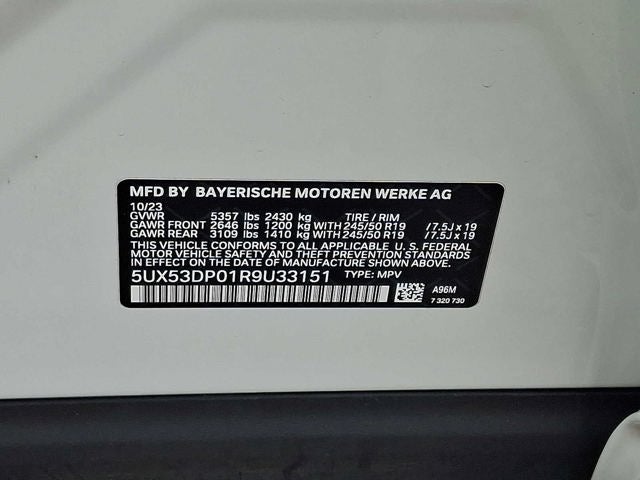 MFD BY BAYERISCHE MOTOREN WERKE AG
10/23
GVWR 5357 lbs 2430 kg TIRE / RIM
GAWR FRONT 2646 lbs 1200 kg WITH 245/50 R19 / 7.5J x 19
GAWR REAR 3109 lbs 1410 kg WITH 245/50 R19 / 7.5J x 19
THIS VEHICLE CONFORMS TO ALL APPLICABLE U. S. FEDERAL
MOTOR VEHICLE SAFETY, BUMPER, AND THEFT PREVENTION
STANDARDS IN EFFECT ON THE DATE OF MANUFACTURE SHOWN ABOVE.
5UX53DP01R9U33151 TYPE: MPV
A96M
7 320 730